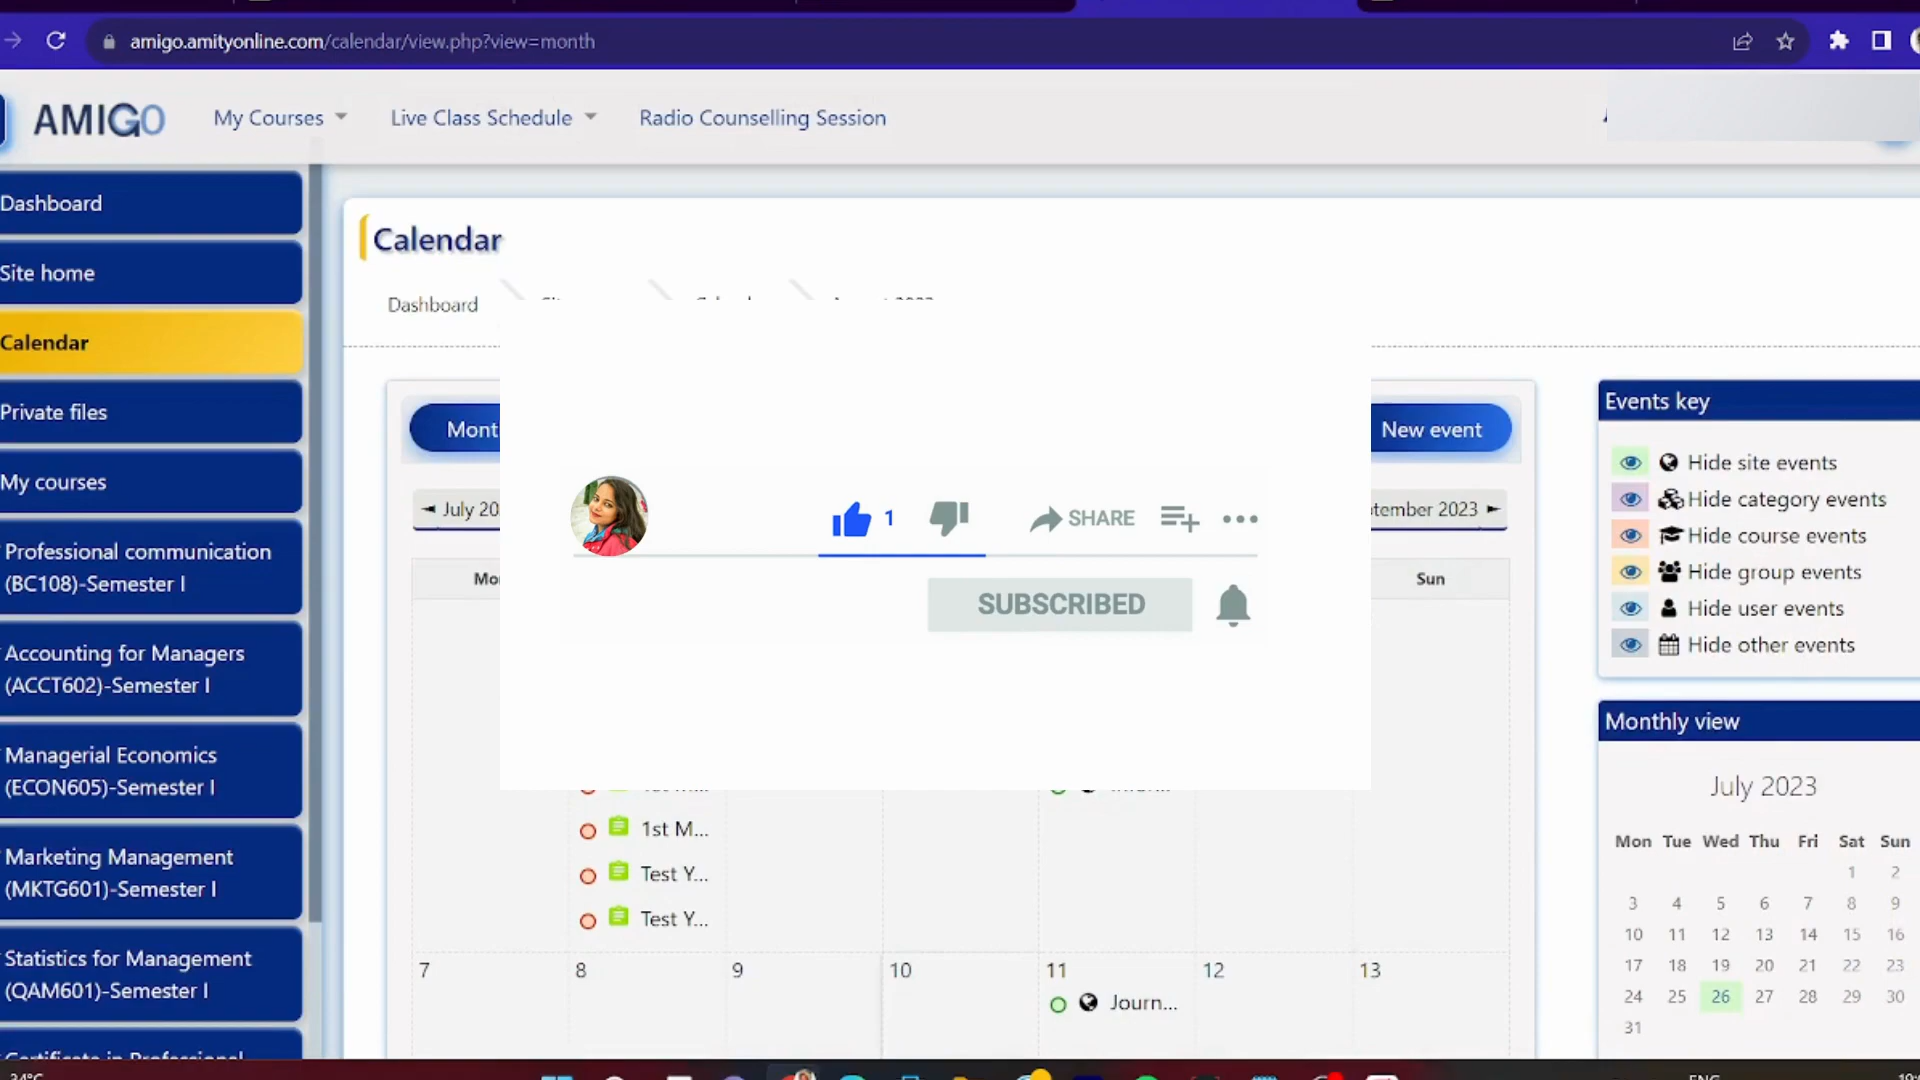 amigo.amityonline.com/calendar/view.php?view=month
AMIGO
My Courses
Live Class Schedule
Radio Counselling Session
Dashboard
Site home
Calendar
Private files
My courses
Professional communication
(BC108)-Semester I
Accounting for Managers
(ACCT602)-Semester I
Managerial Economics
(ECON605)-Semester I
Marketing Management
(MKTG601)-Semester I
Statistics for Management
(QAM601)-Semester I
Certificate in Professional
Calendar
Dashboard
Mont
New event
◄ July 20
tember 2023 ►
Mo
Sun
1
SHARE
SUBSCRIBED
1st M...
Test Y...
Test Y...
7 8 9 10 11 12 13
Journ...
Events key
Hide site events
Hide category events
Hide course events
Hide group events
Hide user events
Hide other events
Monthly view
July 2023
Mon Tue Wed Thu Fri Sat Sun
1 2
3 4 5 6 7 8 9
10 11 12 13 14 15 16
17 18 19 20 21 22 23
24 25 26 27 28 29 30
31
34°C
ENG